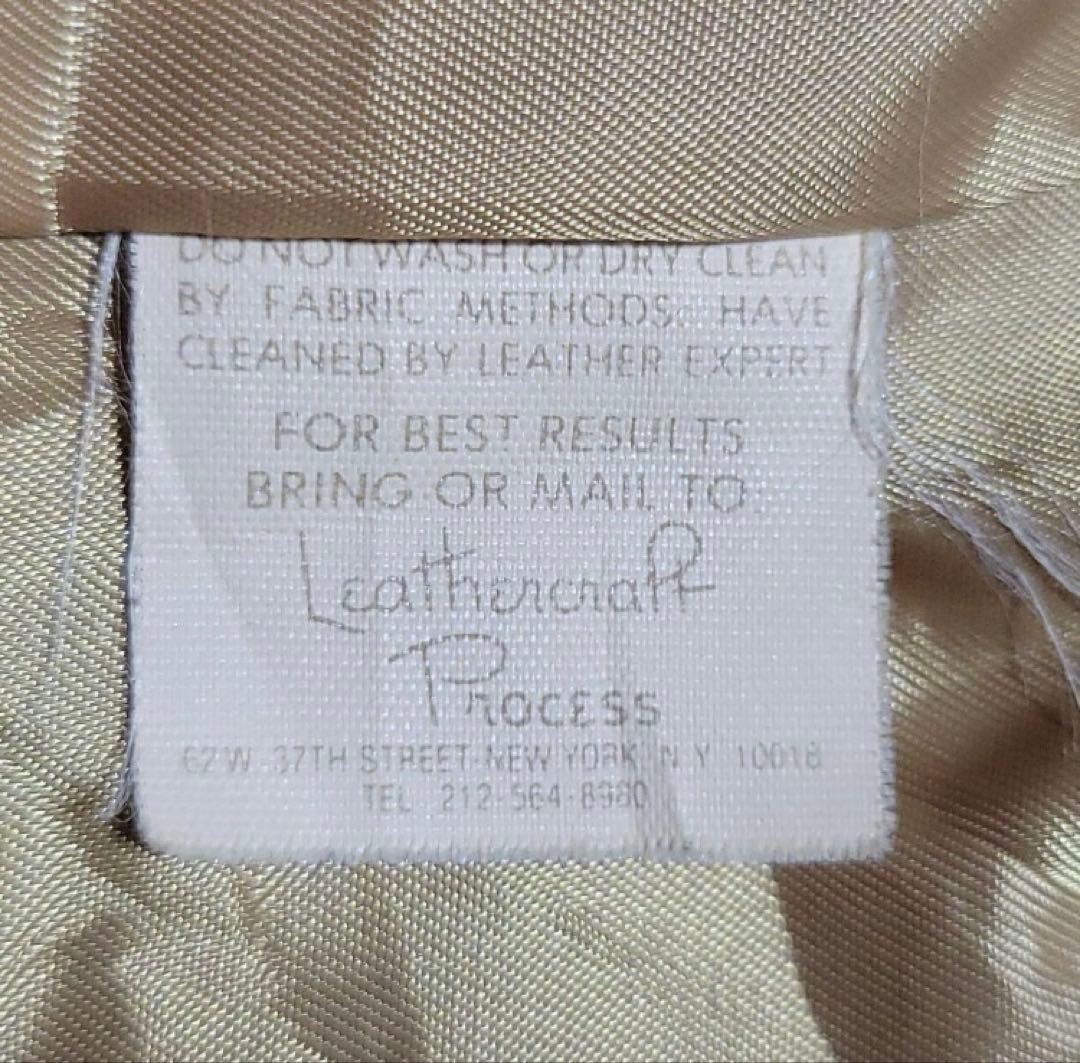 DO NOT WASH OR DRY CLEAN
BY FABRIC METHODS. HAVE
CLEANED BY LEATHER EXPERT
FOR BEST RESULTS
BRING OR MAIL TO:
Leathercraft
Process
62 W. 37TH STREET-NEW YORK, N.Y. 10018
TEL 212-564-8980